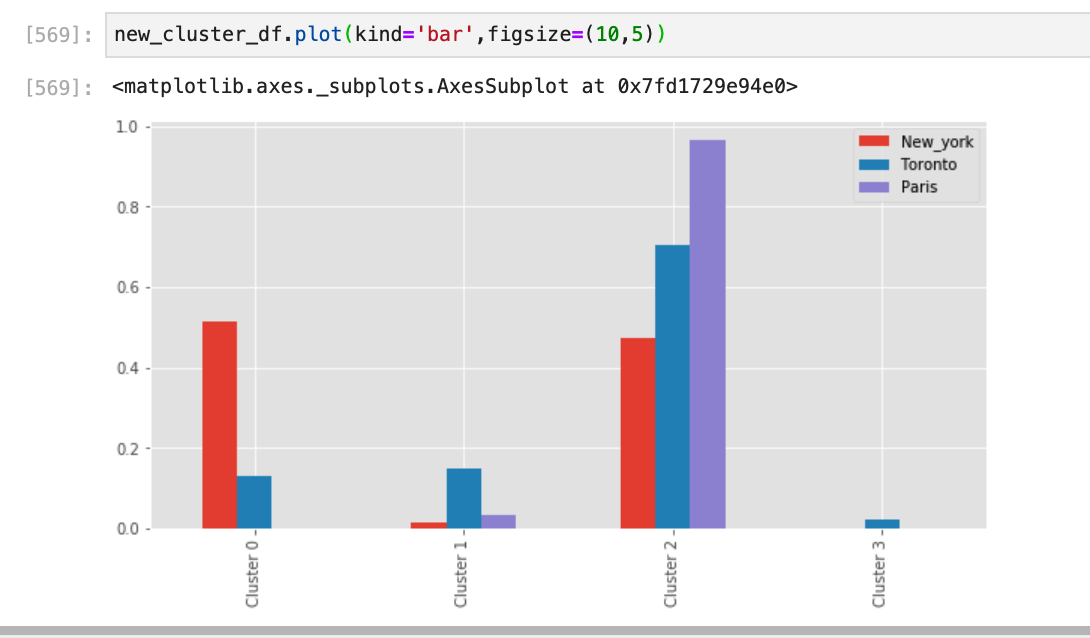 [569]: new_cluster_df.plot(kind='bar',figsize=(10,5))
[569]: <matplotlib.axes._subplots.AxesSubplot at 0x7fd1729e94e0>
1.0
0.8
0.6
0.4
0.2
0.0
New_york
Toronto
Paris
Cluster 0
Cluster 1
Cluster 2
Cluster 3